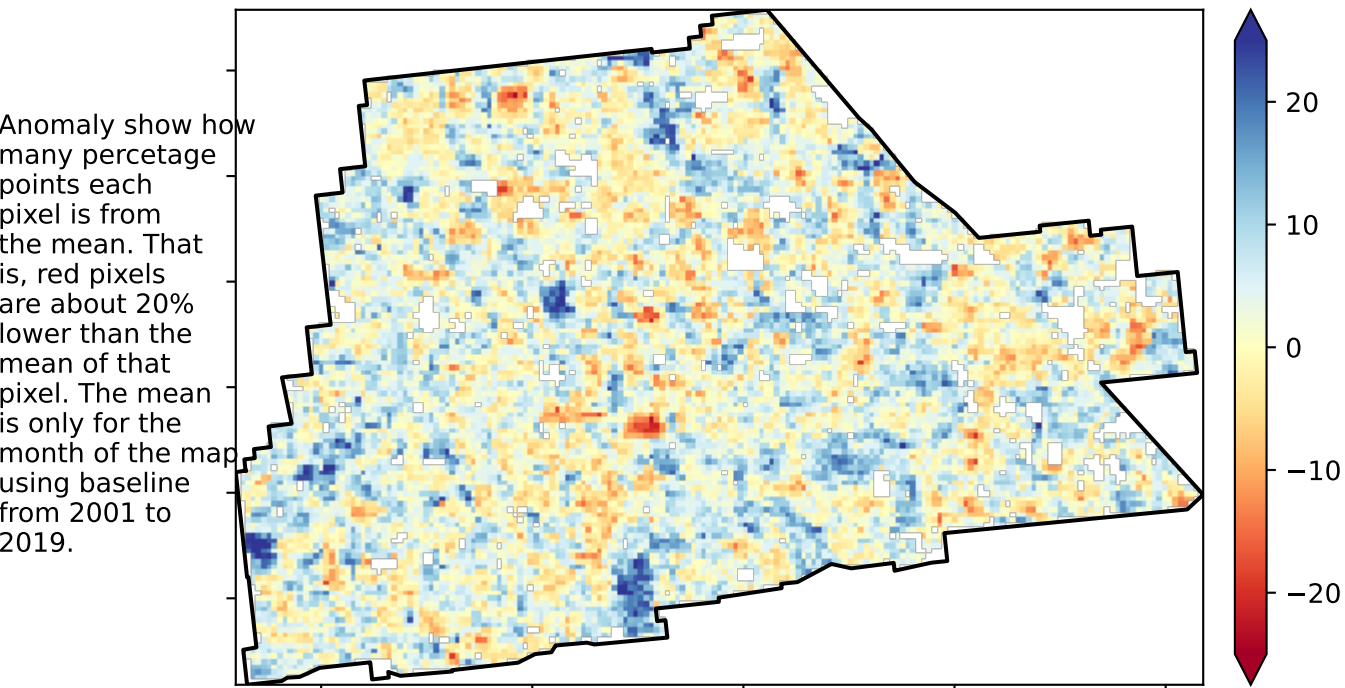 Anomaly show how
many percetage
points each
pixel is from
the mean. That
is, red pixels
are about 20%
lower than the
mean of that
pixel. The mean
is only for the
month of the map
using baseline
from 2001 to
2019.
20
10
0
−10
−20